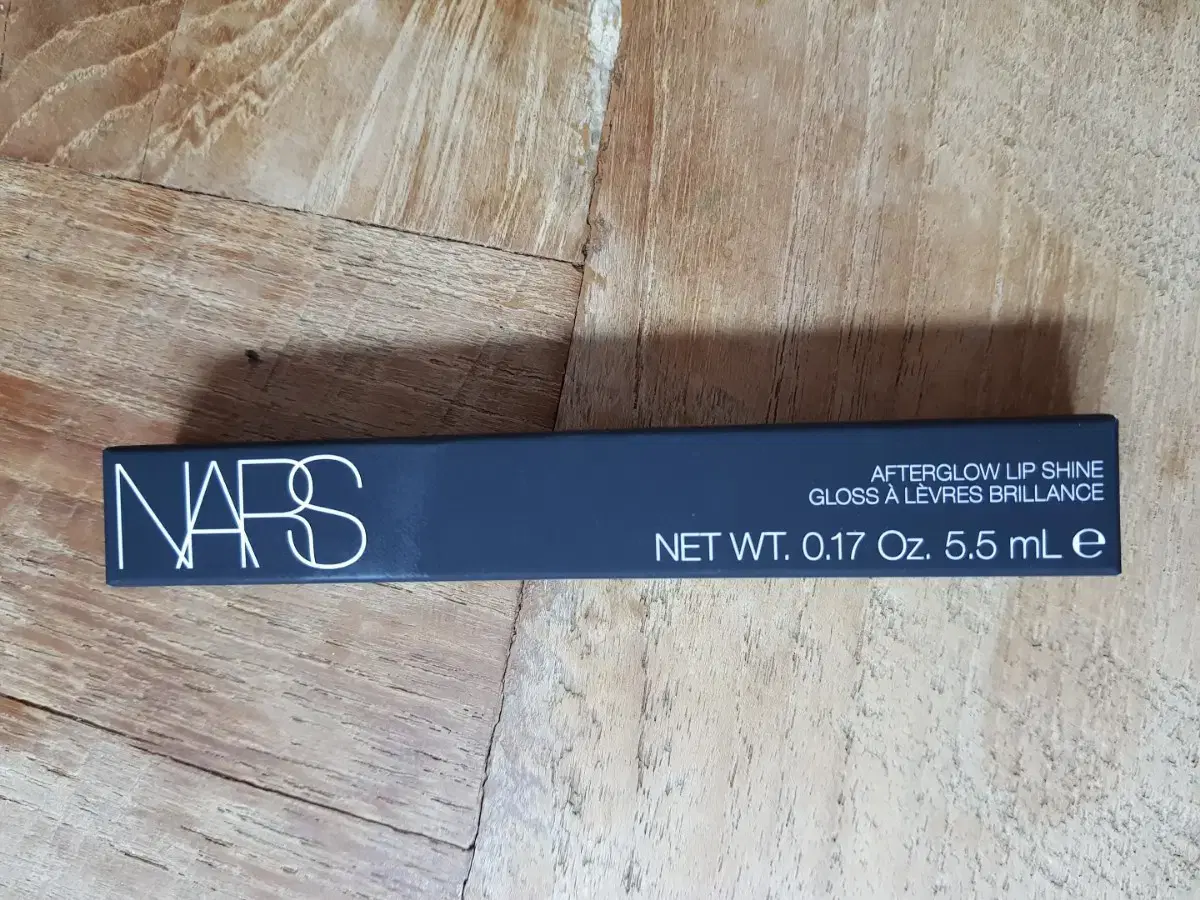 NARS
AFTERGLOW LIP SHINE
GLOSS À LÈVRES BRILLANCE
NET WT. 0.17 Oz. 5.5 mL ℮